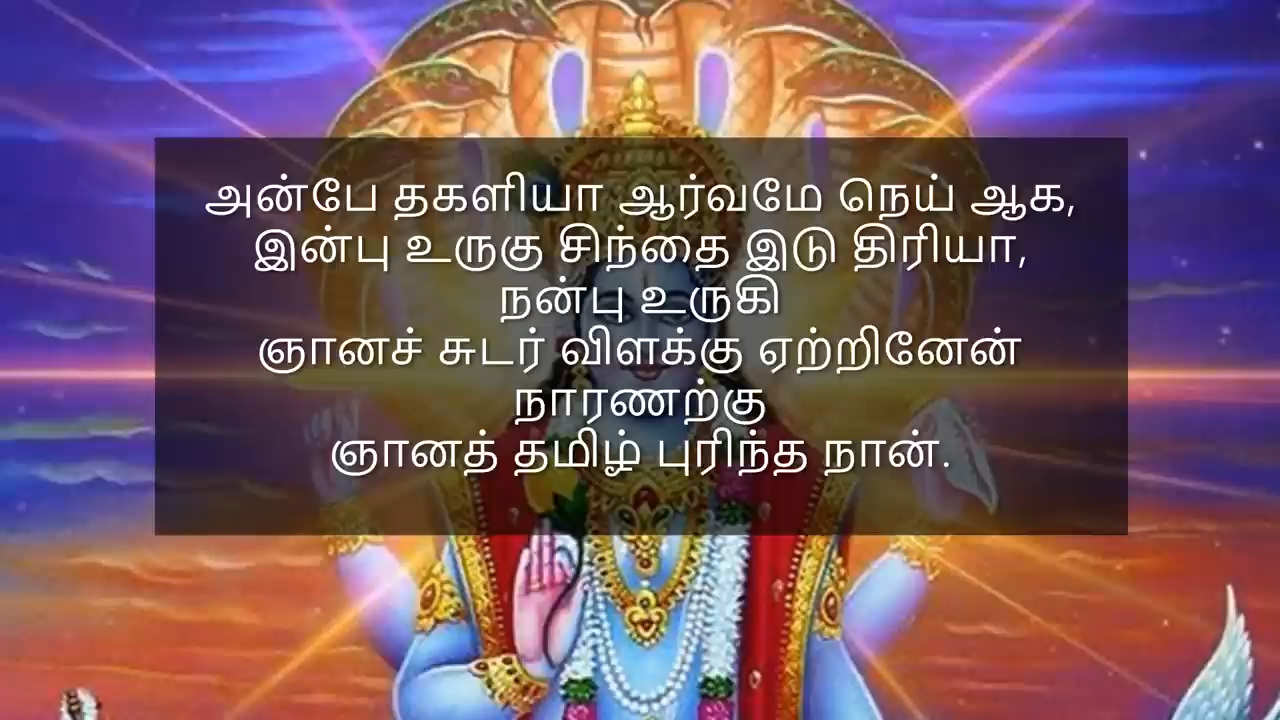 அன்பே தகளியா ஆர்வமே நெய் ஆக,
இன்பு உருகு சிந்தை இடு திரியா,
நன்பு உருகி
ஞானச் சுடர் விளக்கு ஏற்றினேன்
நாரணற்கு
ஞானத் தமிழ் புரிந்த நான்.